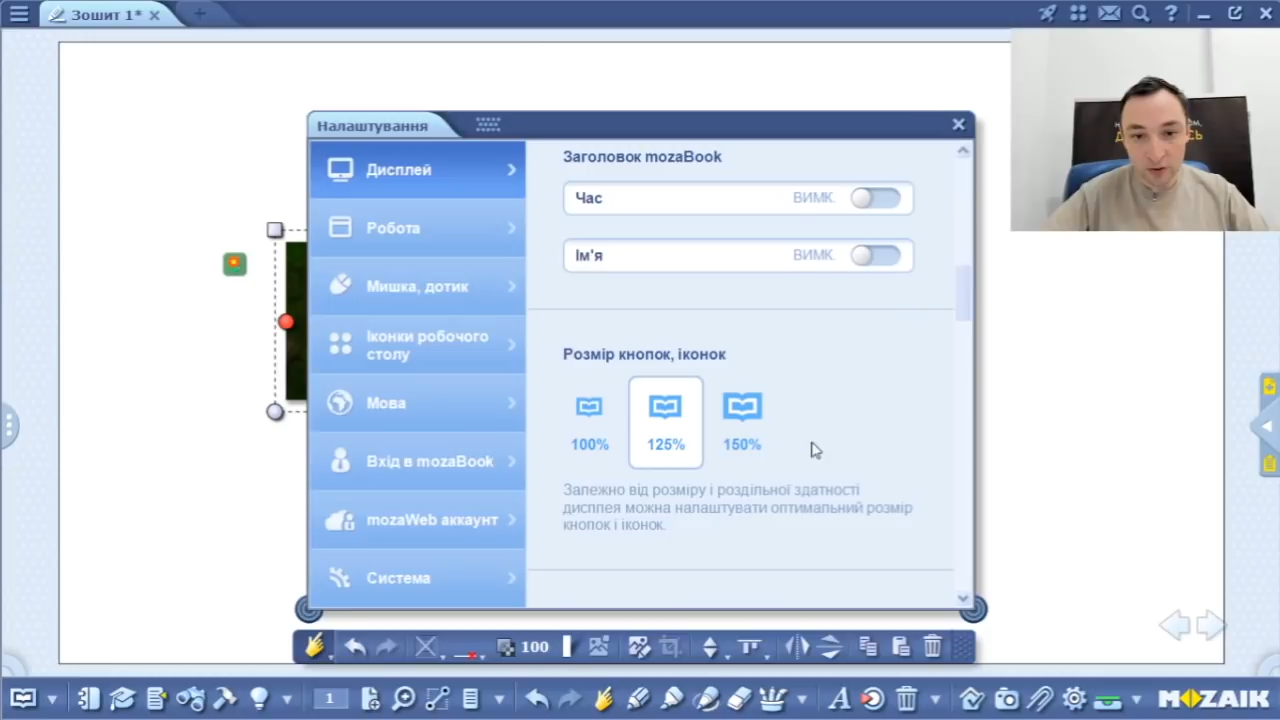 Зошит 1*
Налаштування
Дисплей
Робота
Мишка, дотик
Іконки робочого
столу
Мова
Вхід в mozaBook
mozaWeb аккаунт
Система
Заголовок mozaBook
Час ВИМК.
Ім'я ВИМК.
Розмір кнопок, іконок
100% 125% 150%
Залежно від розміру і роздільної здатності
дисплея можна налаштувати оптимальний розмір
кнопок і іконок.
100
1
MOZAIK